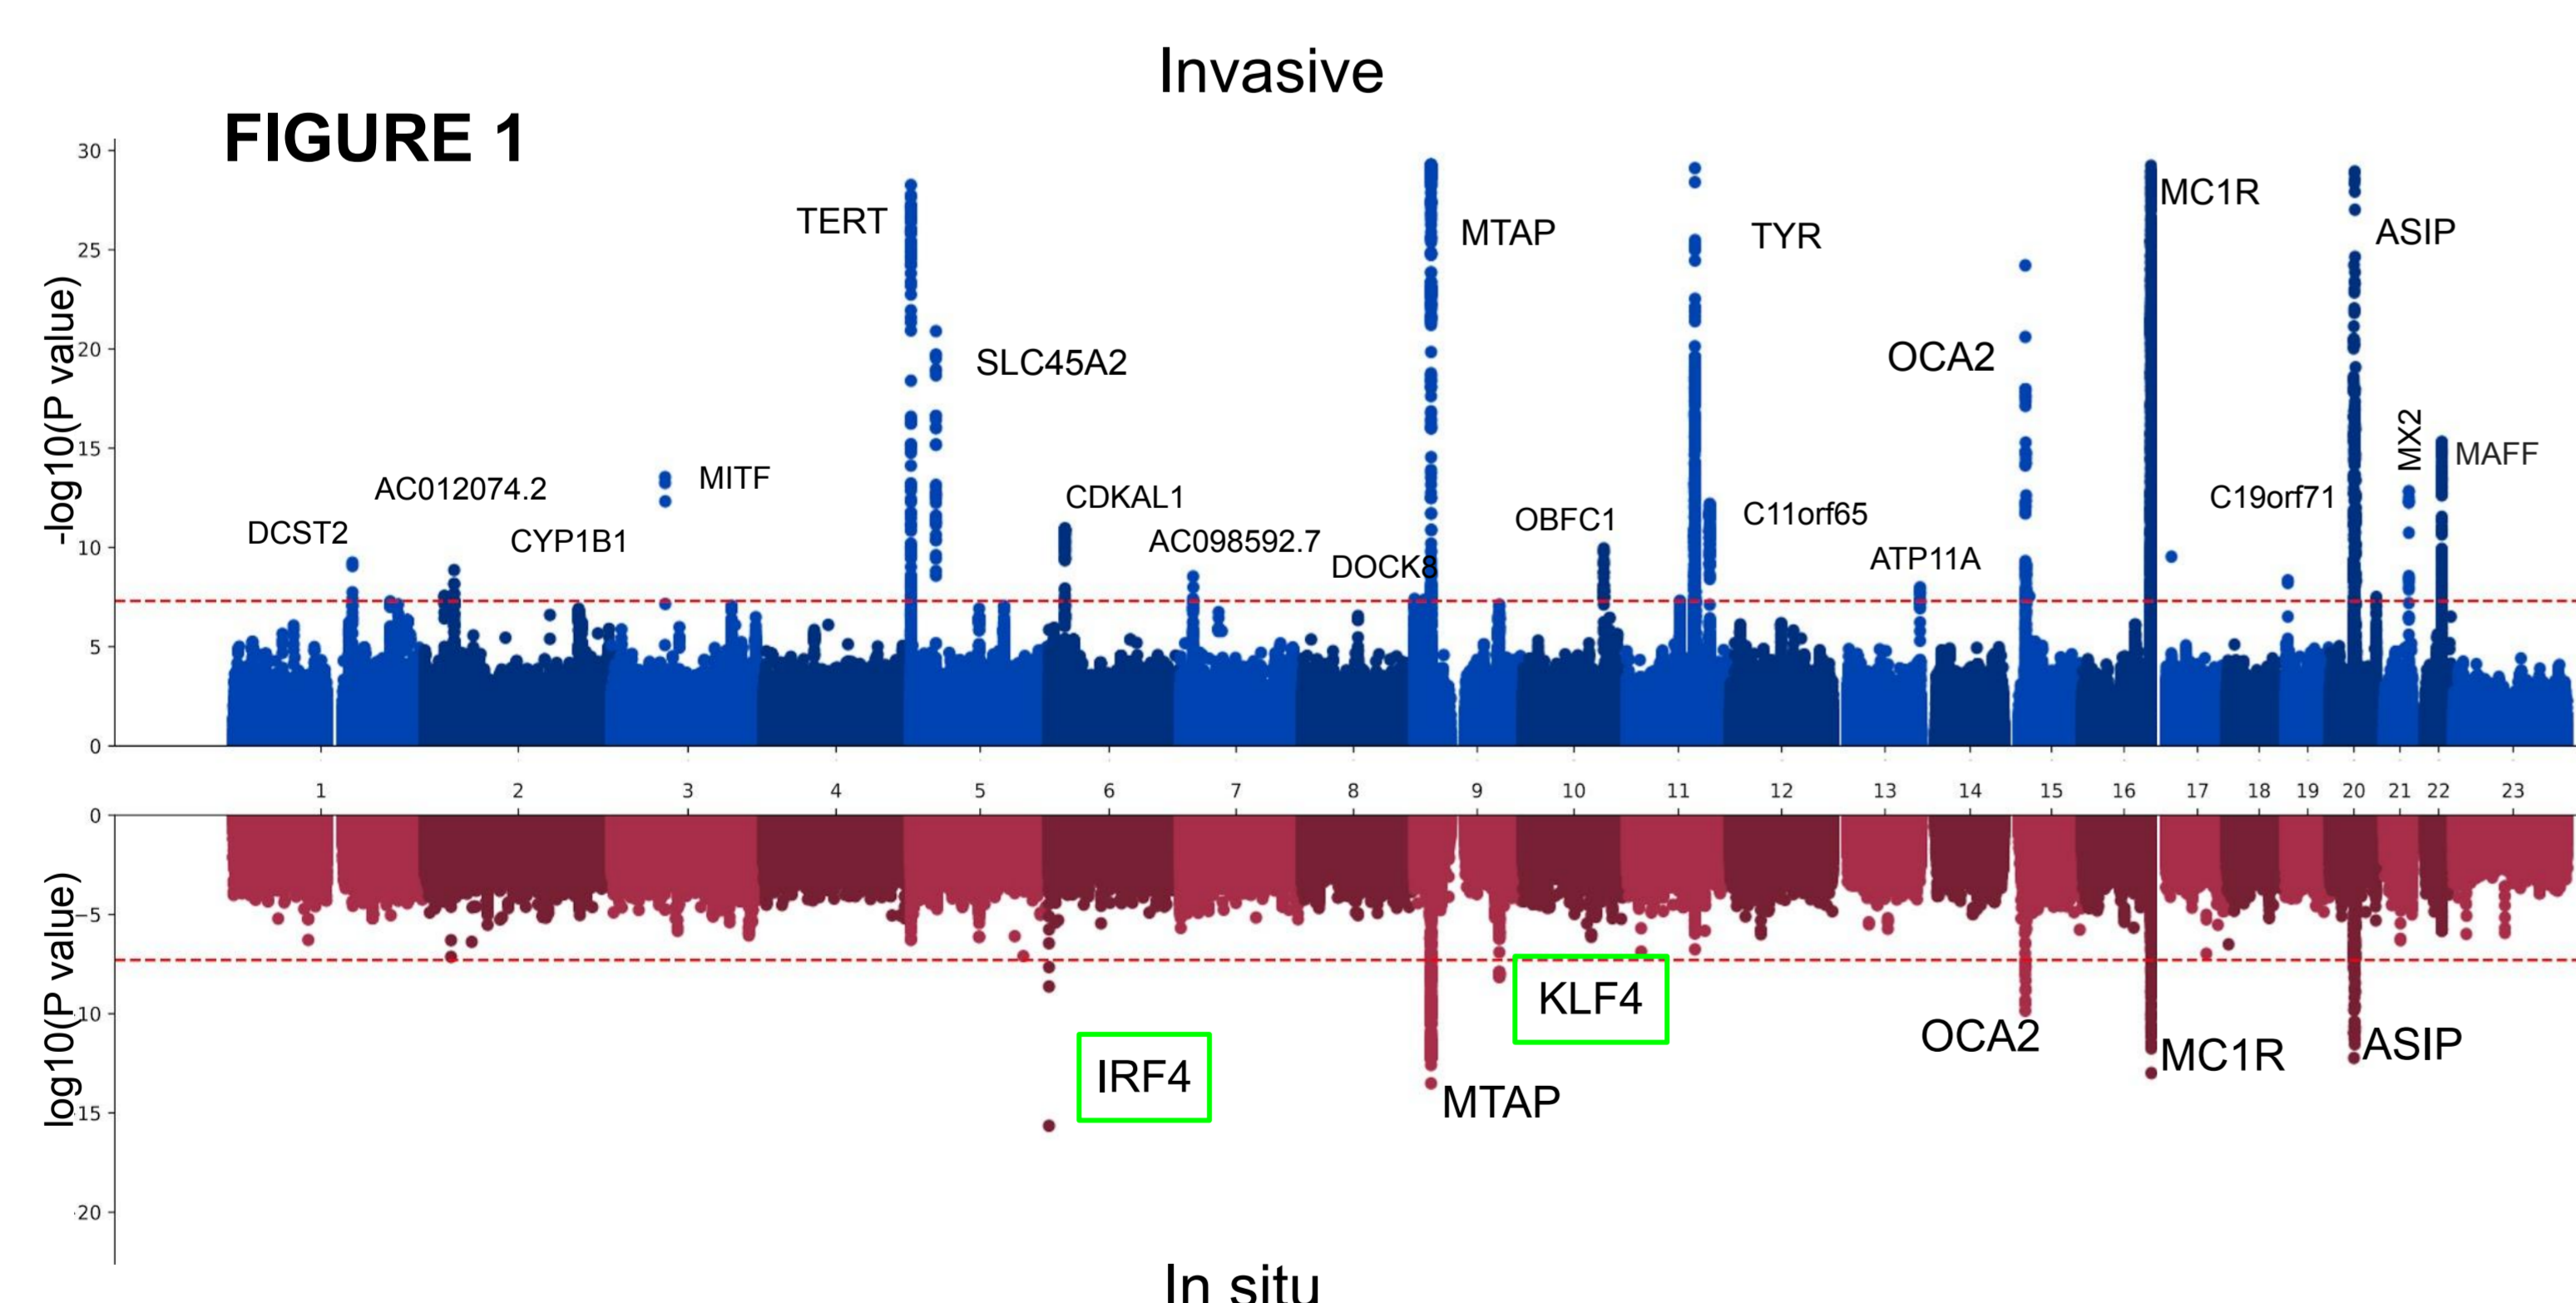 Invasive
FIGURE 1
-log10(P value)
30
25
20
15
10
5
0
TERT
MTAP
TYR
MC1R
ASIP
SLC45A2
OCA2
MX2
MAFF
MITF
AC012074.2
CDKAL1
C19orf71
DCST2
CYP1B1
AC098592.7
OBFC1
C11orf65
DOCK8
ATP11A
1 2 3 4 5 6 7 8 9 10 11 12 13 14 15 16 17 18 19 20 21 22 23
log10(P value)
0
-5
10
15
20
KLF4
IRF4
OCA2
MC1R
ASIP
MTAP
In situ